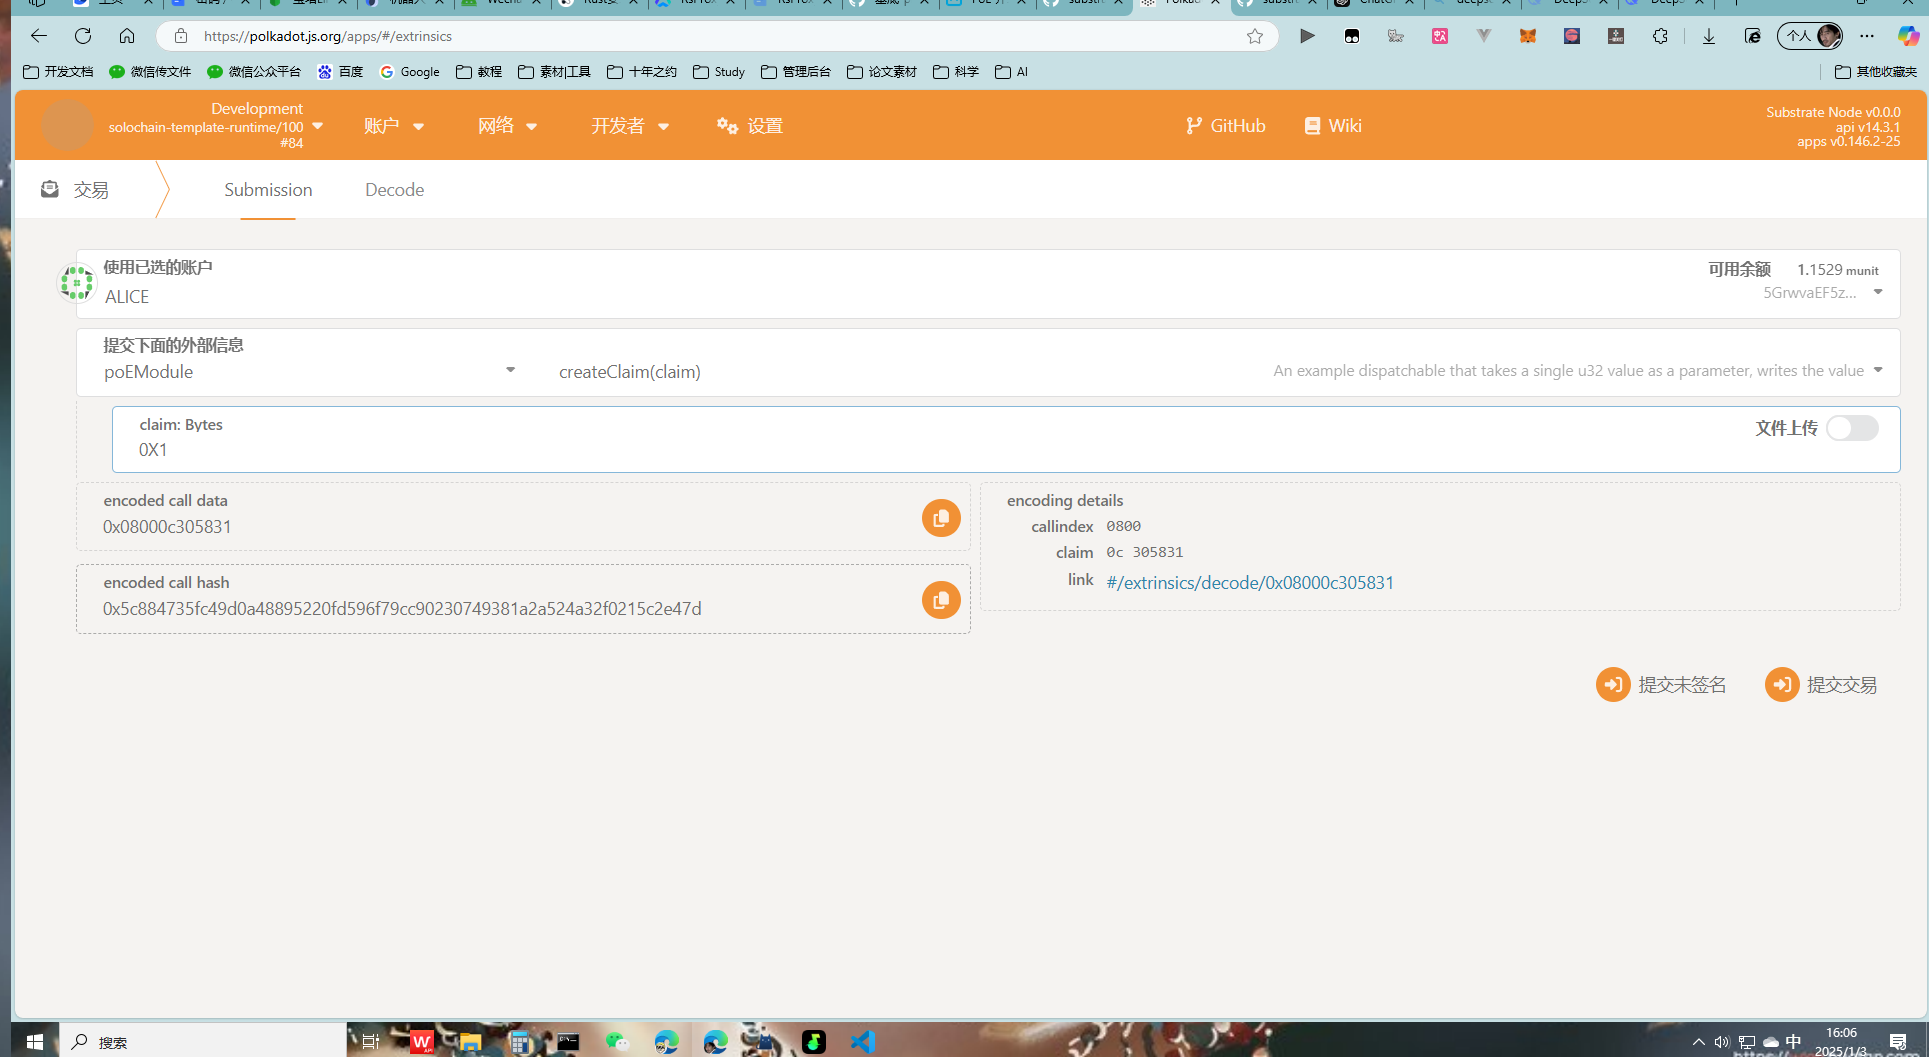 https://polkadot.js.org/apps/#/extrinsics
个人
开发文档 微信传文件 微信公众平台 百度 Google 教程 素材|工具 十年之约 Study 管理后台 论文素材 科学 AI 其他收藏夹
Development
solochain-template-runtime/100
#84
账户 网络 开发者 设置 GitHub Wiki
Substrate Node v0.0.0
api v14.3.1
apps v0.146.2-25
交易 Submission Decode
使用已选的账户
ALICE
可用余额 1.1529 munit
5GrwvaEF5z...
提交下面的外部信息
poEModule createClaim(claim) An example dispatchable that takes a single u32 value as a parameter, writes the value
claim: Bytes
0X1
文件上传
encoded call data
0x08000c305831
encoding details
callindex 0800
claim 0c 305831
link #/extrinsics/decode/0x08000c305831
encoded call hash
0x5c884735fc49d0a48895220fd596f79cc90230749381a2a524a32f0215c2e47d
提交未签名 提交交易
搜索
中
16:06
2025/1/3